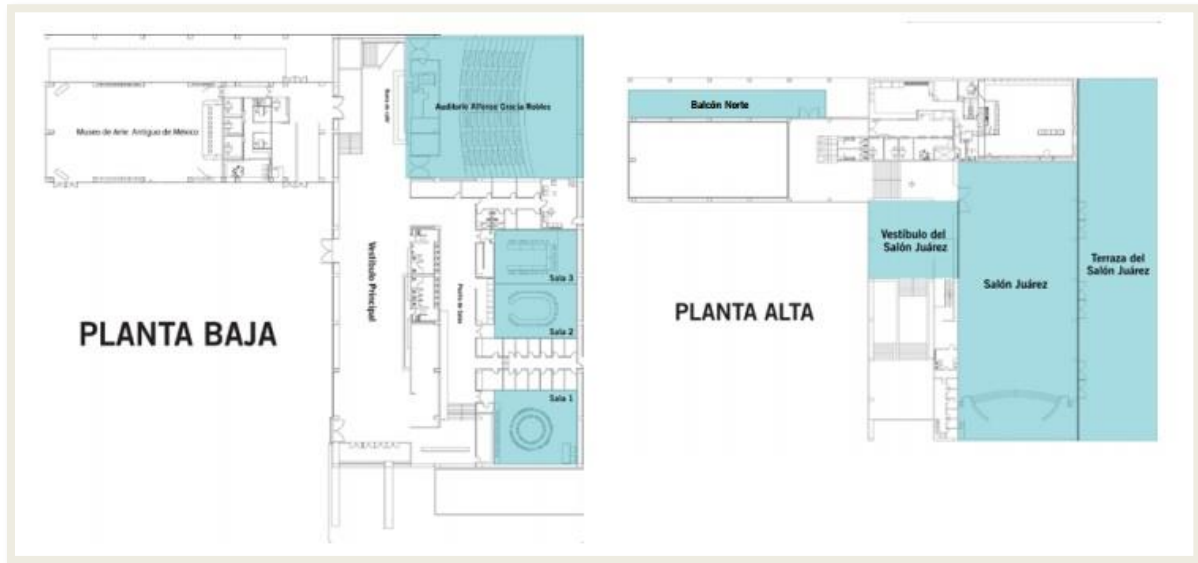 Auditorio Alfonso Gracia Robles
Museo de Arte Antiguo de México
Vestíbulo Principal
Sala 3
Sala 2
Sala 1
PLANTA BAJA
Balcón Norte
Vestíbulo del
Salón Juárez
Salón Juárez
Terraza del
Salón Juárez
PLANTA ALTA